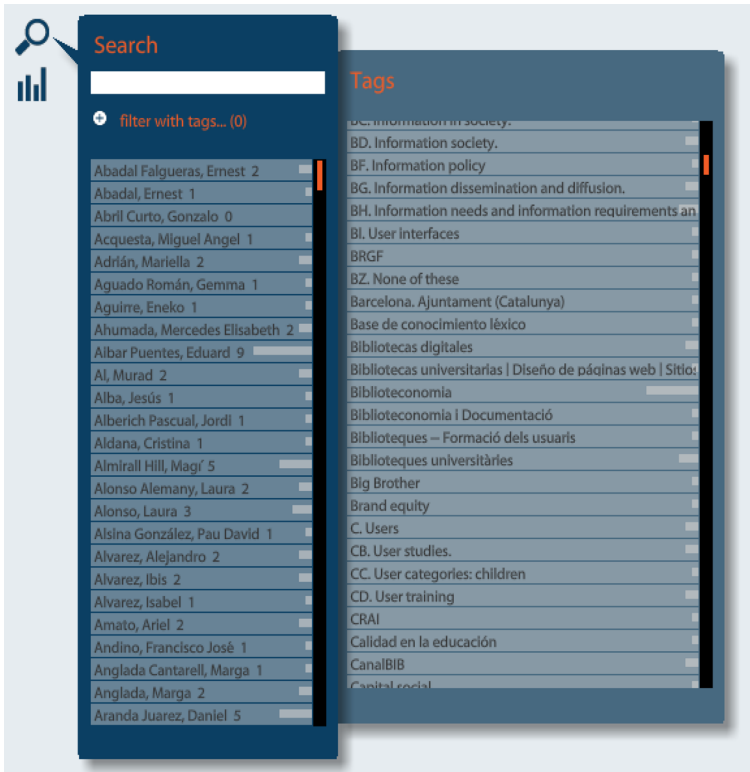 Search
filter with tags... (0)
Abadal Falgueras, Ernest 2
Abadal, Ernest 1
Abril Curto, Gonzalo 0
Acquesta, Miguel Angel 1
Adrián, Mariella 2
Aguado Román, Gemma 1
Aguirre, Eneko 1
Ahumada, Mercedes Elisabeth 2
Aibar Puentes, Eduard 9
Al, Murad 2
Alba, Jesús 1
Alberich Pascual, Jordi 1
Aldana, Cristina 1
Almirall Hill, Magi´ 5
Alonso Alemany, Laura 2
Alonso, Laura 3
Alsina González, Pau David 1
Alvarez, Alejandro 2
Alvarez, Ibis 2
Alvarez, Isabel 1
Amato, Ariel 2
Andino, Francisco José 1
Anglada Cantarell, Marga 1
Anglada, Marga 2
Aranda Juarez, Daniel 5
Tags
BC. Information in society.
BD. Information society.
BF. Information policy
BG. Information dissemination and diffusion.
BH. Information needs and information requirements an
BI. User interfaces
BRGF
BZ. None of these
Barcelona. Ajuntament (Catalunya)
Base de conocimiento léxico
Bibliotecas digitales
Bibliotecas universitarias | Diseño de páginas web | Sitios
Biblioteconomia
Biblioteconomia i Documentació
Biblioteques – Formació dels usuaris
Biblioteques universitàries
Big Brother
Brand equity
C. Users
CB. User studies.
CC. User categories: children
CD. User training
CRAI
Calidad en la educación
CanalBIB
Capital social